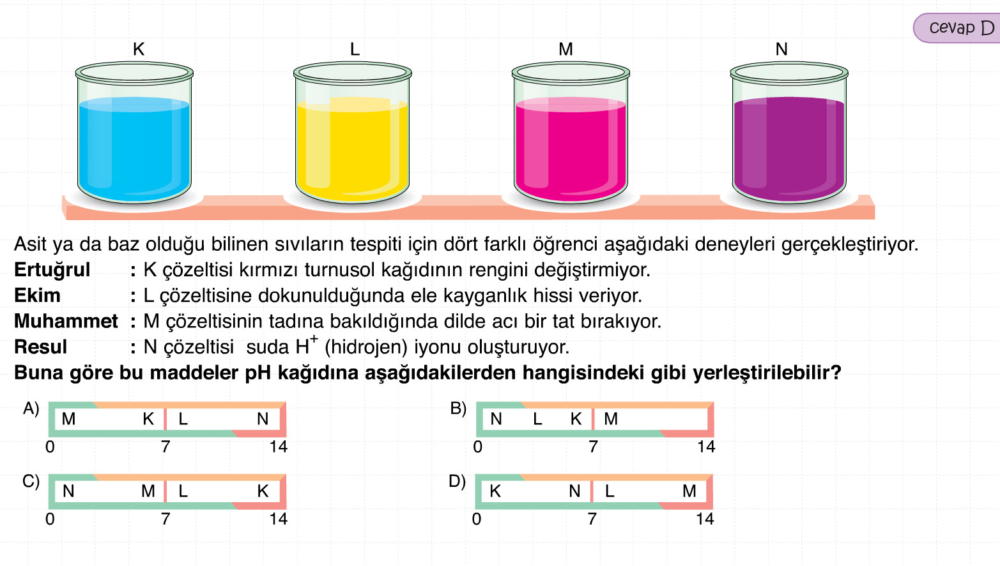 cevap D
K L M N
Asit ya da baz olduğu bilinen sıvıların tespiti için dört farklı öğrenci aşağıdaki deneyleri gerçekleştiriyor.
Ertuğrul : K çözeltisi kırmızı turnusol kağıdının rengini değiştirmiyor.
Ekim : L çözeltisine dokunulduğunda ele kayganlık hissi veriyor.
Muhammet : M çözeltisinin tadına bakıldığında dilde acı bir tat bırakıyor.
Resul : N çözeltisi suda H⁺ (hidrojen) iyonu oluşturuyor.
Buna göre bu maddeler pH kağıdına aşağıdakilerden hangisindeki gibi yerleştirilebilir?
A) M K L N
0 7 14
B) N L K M
0 7 14
C) N M L K
0 7 14
D) K N L M
0 7 14